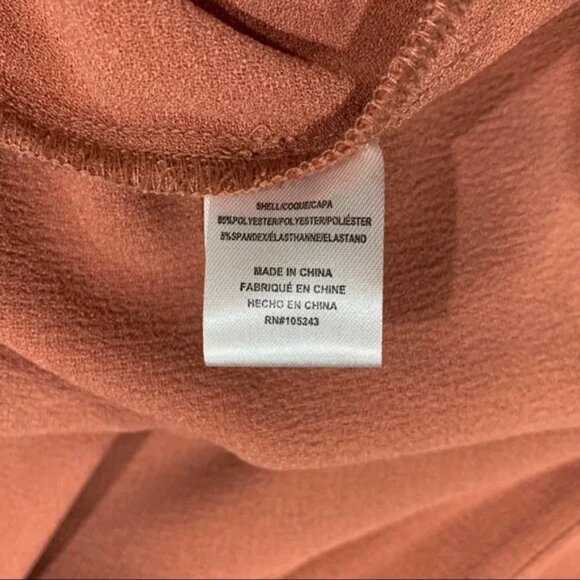 SHELL/COQUE/CAPA
95%POLYESTER/POLYESTER/POLIÉSTER
5%SPANDEX/ÉLASTHANNE/ELASTANO
MADE IN CHINA
FABRIQUÉ EN CHINE
HECHO EN CHINA
RN#105243